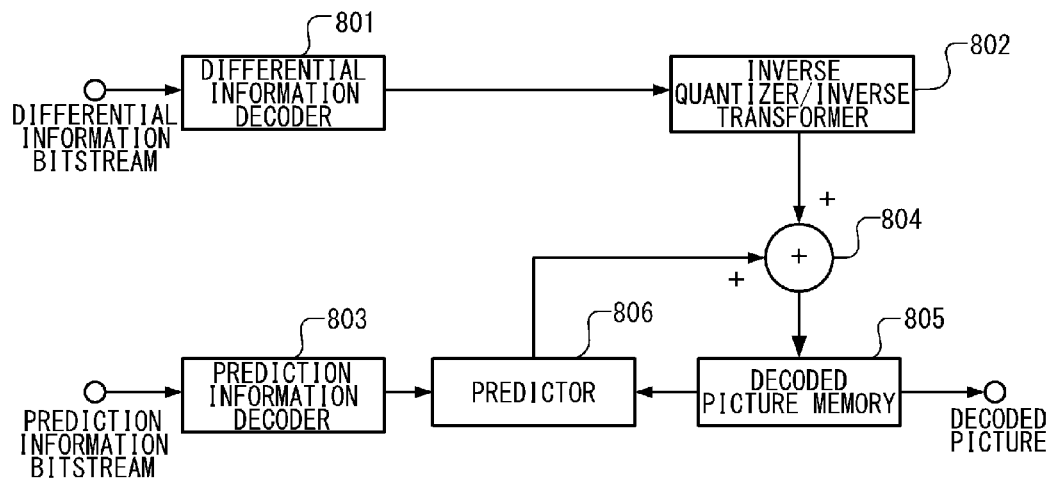 801
DIFFERENTIAL
INFORMATION
DECODER
DIFFERENTIAL
INFORMATION
BITSTREAM
802
INVERSE
QUANTIZER/INVERSE
TRANSFORMER
+
804
+
+
803
PREDICTION
INFORMATION
DECODER
PREDICTION
INFORMATION
BITSTREAM
806
PREDICTOR
805
DECODED
PICTURE MEMORY
DECODED
PICTURE